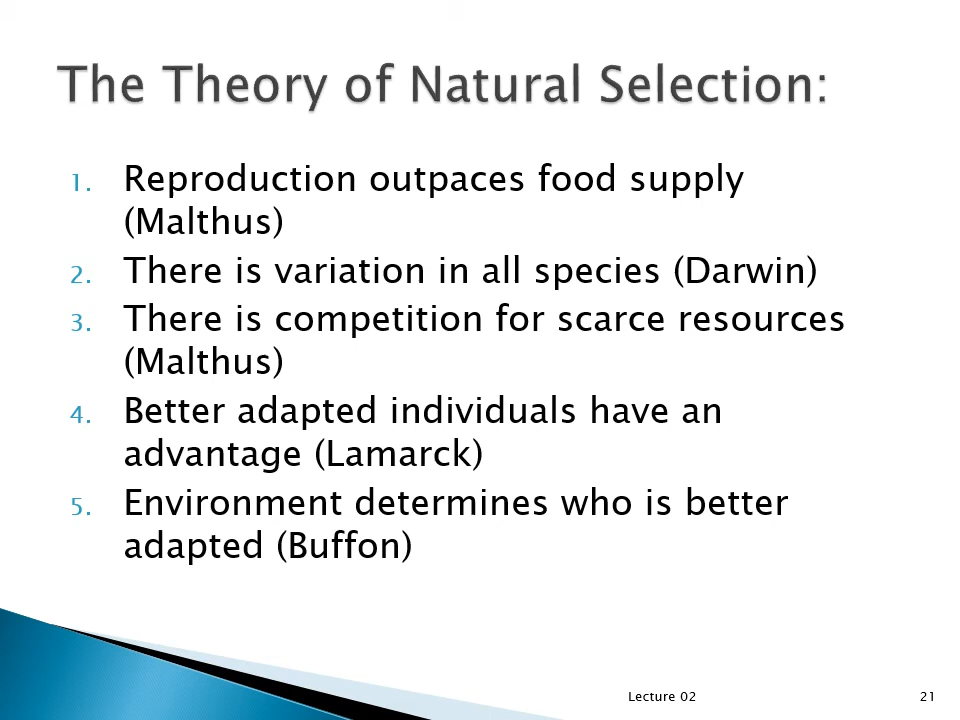 The Theory of Natural Selection:
1. Reproduction outpaces food supply
(Malthus)
2. There is variation in all species (Darwin)
3. There is competition for scarce resources
(Malthus)
4. Better adapted individuals have an
advantage (Lamarck)
5. Environment determines who is better
adapted (Buffon)
Lecture 02
21